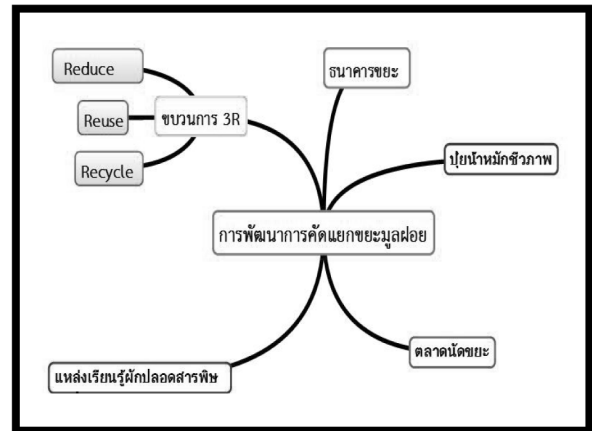 Reduce
Reuse
Recycle
ขบวนการ 3R
ธนาคารขยะ
ปุ๋ยน้ำหมักชีวภาพ
การพัฒนาการคัดแยกขยะมูลฝอย
ตลาดนัดขยะ
แหล่งเรียนรู้ผักปลอดสารพิษ